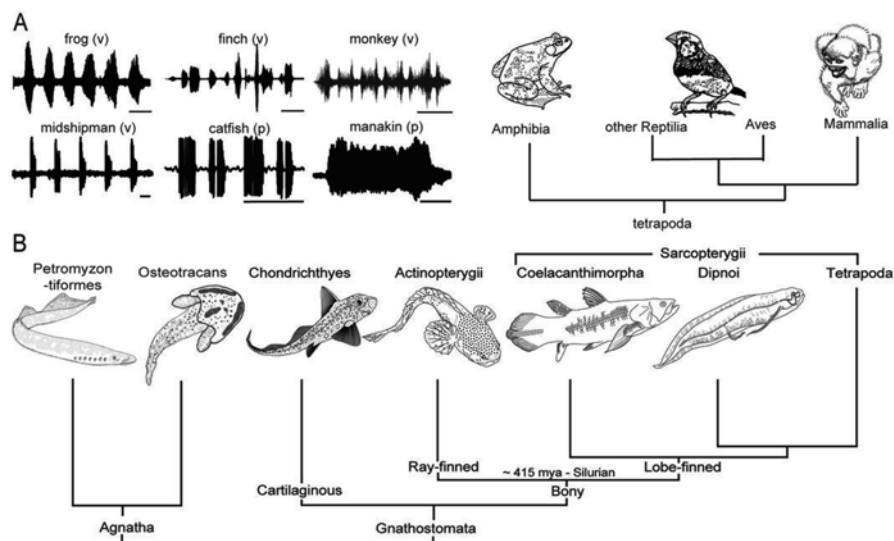 A
frog (v)
finch (v)
monkey (v)
midshipman (v)
catfish (p)
manakin (p)
Amphibia
other Reptilia
Aves
Mammalia
tetrapoda
B
Sarcopterygii
Petromyzon
-tiformes
Osteotracans
Chondrichthyes
Actinopterygii
Coelacanthimorpha
Dipnoi
Tetrapoda
Ray-finned
~ 415 mya - Silurian
Lobe-finned
Cartilaginous
Bony
Agnatha
Gnathostomata